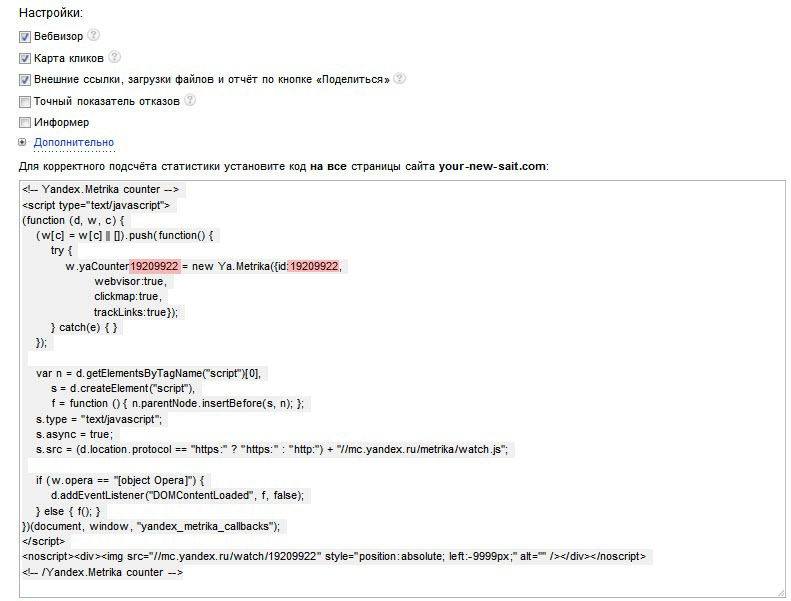 Настройки:
Вебвизор ?
Карта кликов ?
Внешние ссылки, загрузки файлов и отчёт по кнопке «Поделиться» ?
Точный показатель отказов ?
Информер
Дополнительно
Для корректного подсчёта статистики установите код на все страницы сайта your-new-sait.com:
<!-- Yandex.Metrika counter -->
<script type="text/javascript">
(function (d, w, c) {
(w[c] = w[c] || []).push(function() {
try {
w.yaCounter19209922 = new Ya.Metrika({id:19209922,
webvisor:true,
clickmap:true,
trackLinks:true});
} catch(e) { }
});
var n = d.getElementsByTagName("script")[0],
s = d.createElement("script"),
f = function () { n.parentNode.insertBefore(s, n); };
s.type = "text/javascript";
s.async = true;
s.src = (d.location.protocol == "https:" ? "https:" : "http:") + "//mc.yandex.ru/metrika/watch.js";
if (w.opera == "[object Opera]") {
d.addEventListener("DOMContentLoaded", f, false);
} else { f(); }
})(document, window, "yandex_metrika_callbacks");
</script>
<noscript><div><img src="//mc.yandex.ru/watch/19209922" style="position:absolute; left:-9999px;" alt="" /></div></noscript>
<!-- /Yandex.Metrika counter -->